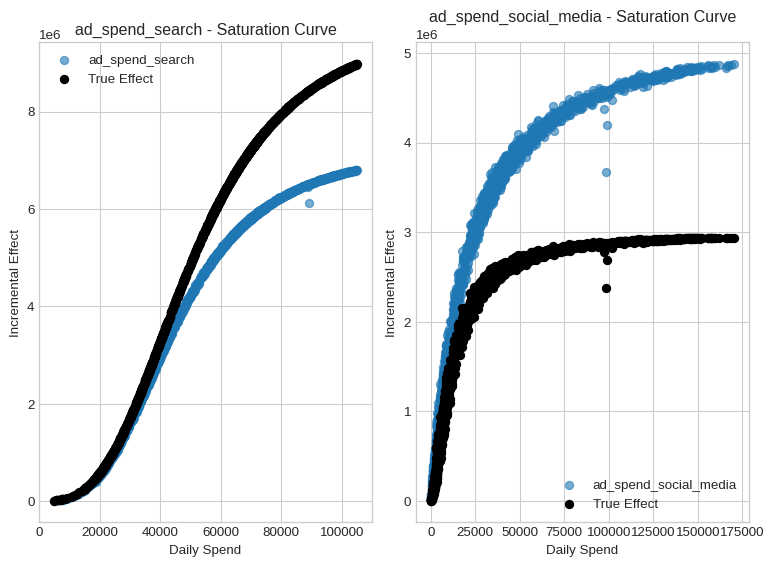 ad_spend_search - Saturation Curve
1e6
ad_spend_search
True Effect
8
6
4
2
0
Incremental Effect
0 20000 40000 60000 80000 100000
Daily Spend
ad_spend_social_media - Saturation Curve
1e6
5
4
3
2
1
0
Incremental Effect
ad_spend_social_media
True Effect
0 25000 50000 75000 100000 125000 150000 175000
Daily Spend